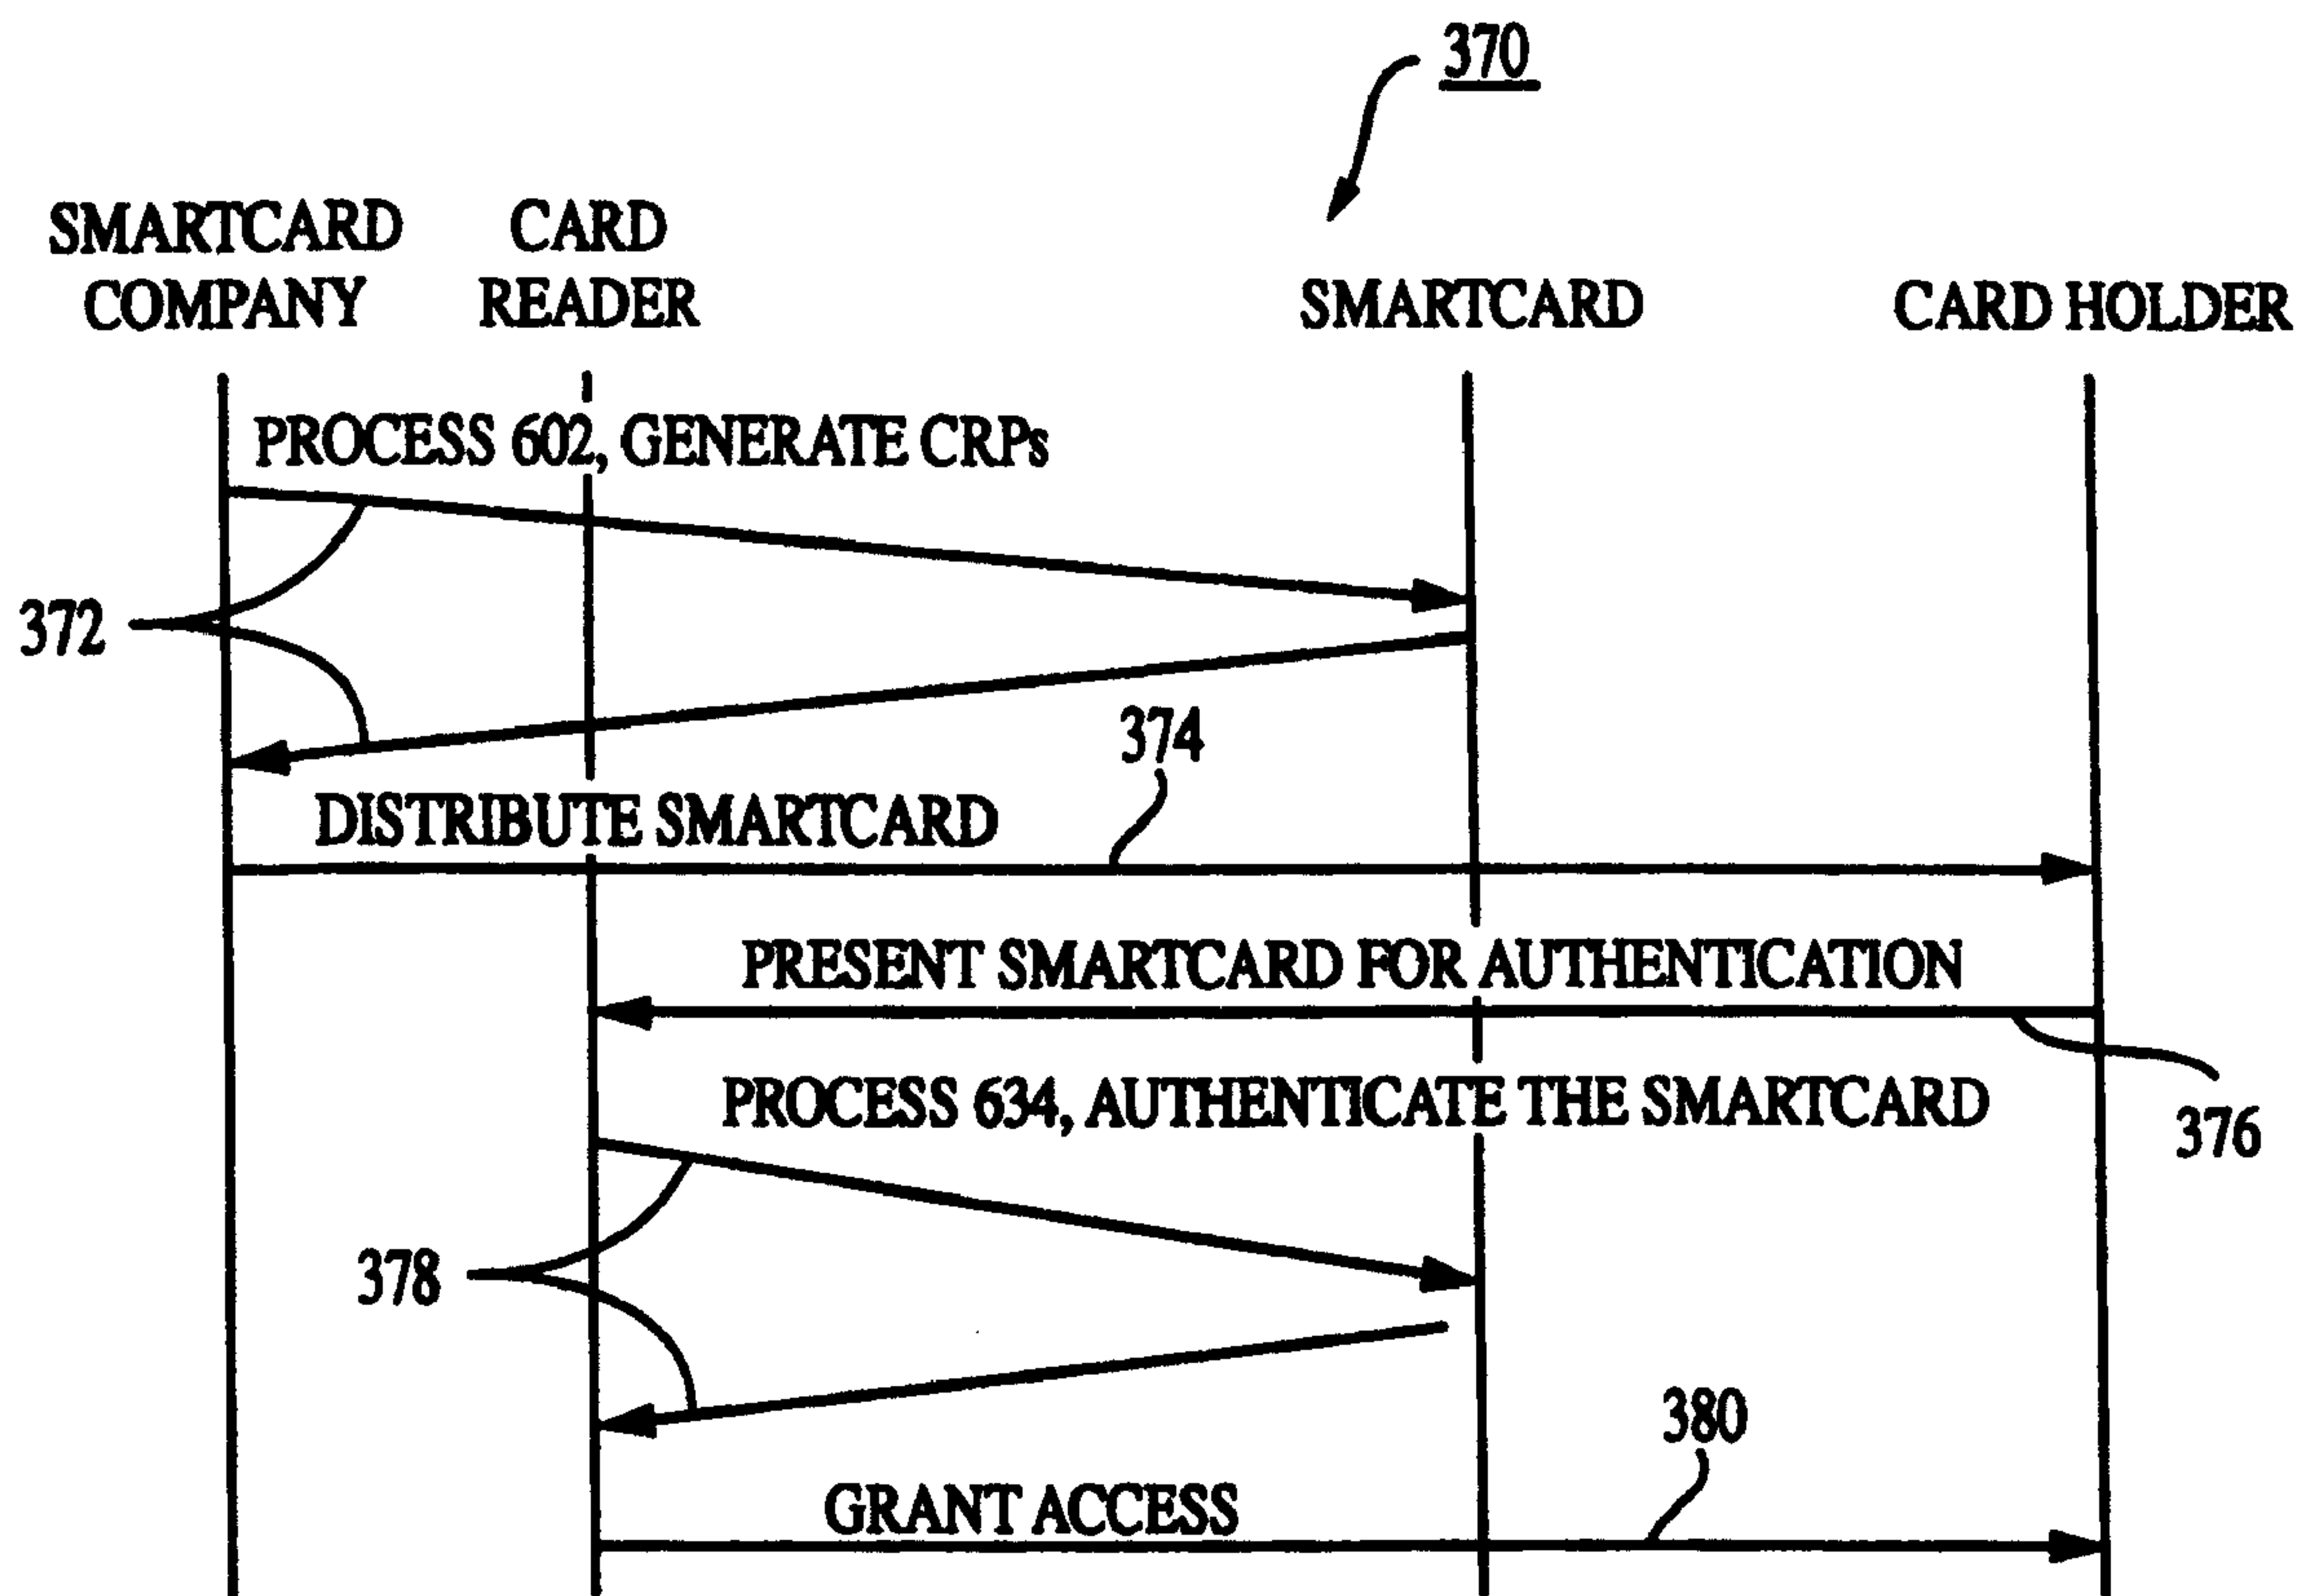 370
SMARTCARD COMPANY
CARD READER
SMARTCARD
CARD HOLDER
PROCESS 602, GENERATE CRPs
372
374
DISTRIBUTE SMARTCARD
PRESENT SMARTCARD FOR AUTHENTICATION
PROCESS 634, AUTHENTICATE THE SMARTCARD
376
378
380
GRANT ACCESS